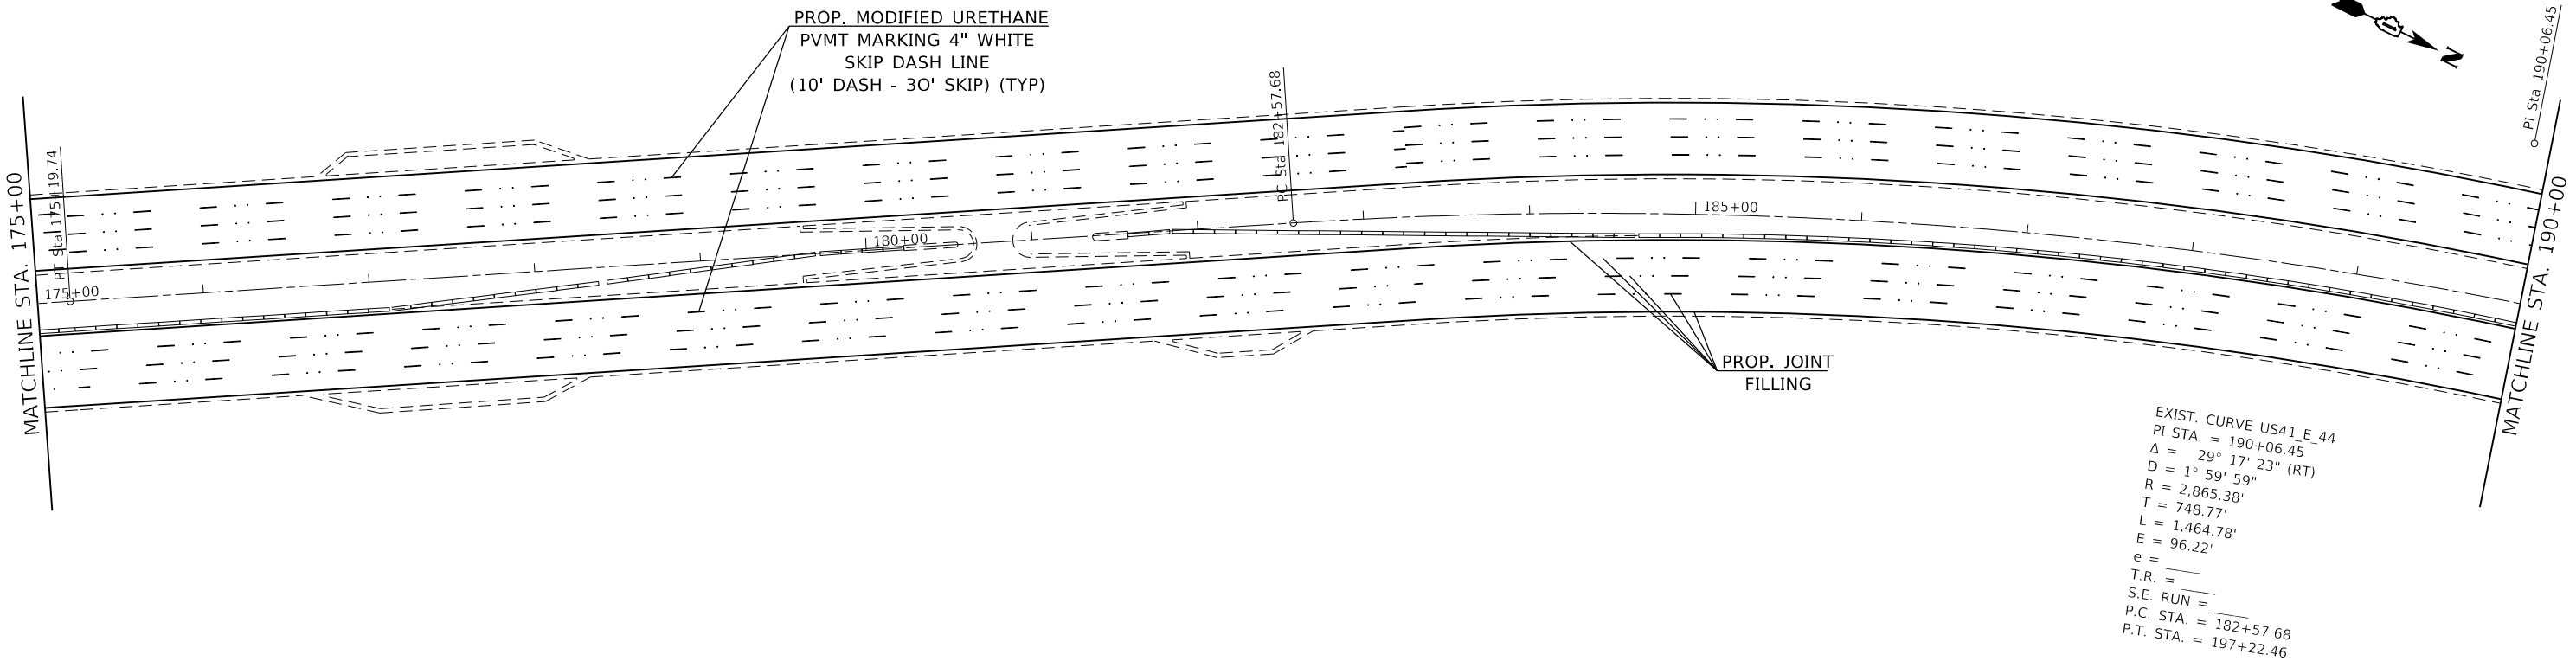 PROP. MODIFIED URETHANE
PVMT MARKING 4" WHITE
SKIP DASH LINE
(10' DASH - 30' SKIP) (TYP)
N
PI Sta 190+06.45
MATCHLINE STA. 175+00
PT Sta 175+19.74
175+00
180+00
PC Sta 182+57.68
185+00
MATCHLINE STA. 190+00
PROP. JOINT
FILLING
EXIST. CURVE US41_E_44
PI STA. = 190+06.45
Δ = 29° 17' 23" (RT)
D = 1° 59' 59"
R = 2,865.38'
T = 748.77'
L = 1,464.78'
E = 96.22'
e = ____
T.R. = ____
S.E. RUN = ____
P.C. STA. = 182+57.68
P.T. STA. = 197+22.46